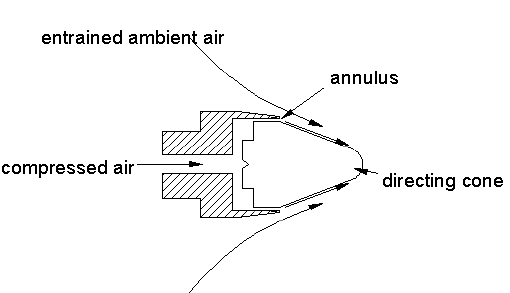 entrained ambient air
annulus
compressed air
directing cone